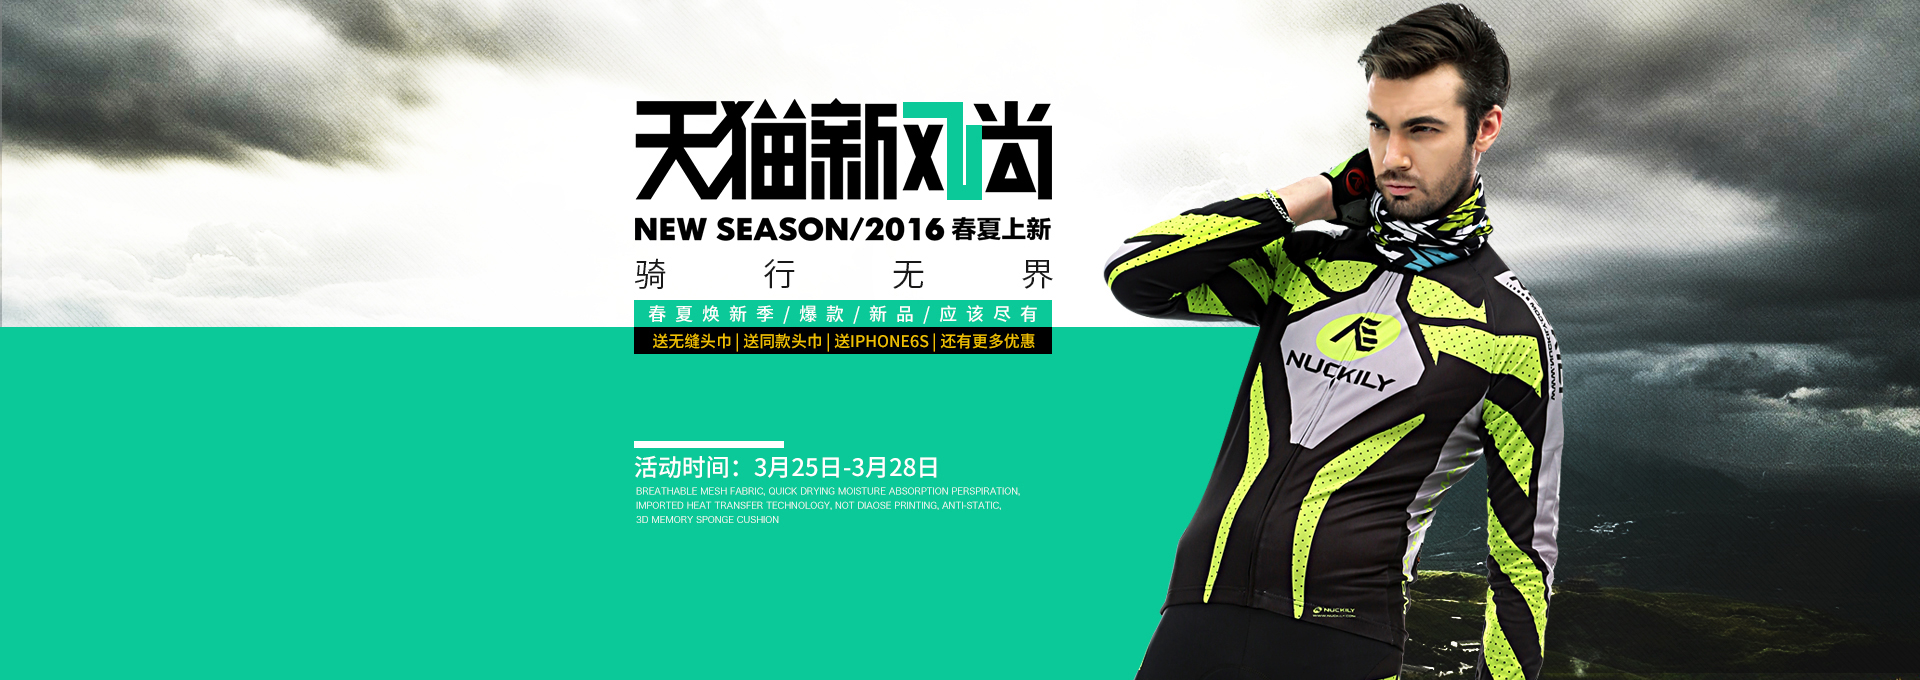 天猫新风尚
NEW SEASON/2016 春夏上新
骑行无界
春夏焕新季/爆款/新品/应该尽有
送无缝头巾|送同款头巾|送IPHONE6S|还有更多优惠
活动时间：3月25日-3月28日
BREATHABLE MESH FABRIC, QUICK DRYING MOISTURE ABSORPTION PERSPIRATION,
IMPORTED HEAT TRANSFER TECHNOLOGY, NOT DIAOSE PRINTING, ANTI-STATIC,
3D MEMORY SPONGE CUSHION
NUCKILY
NUCKILY